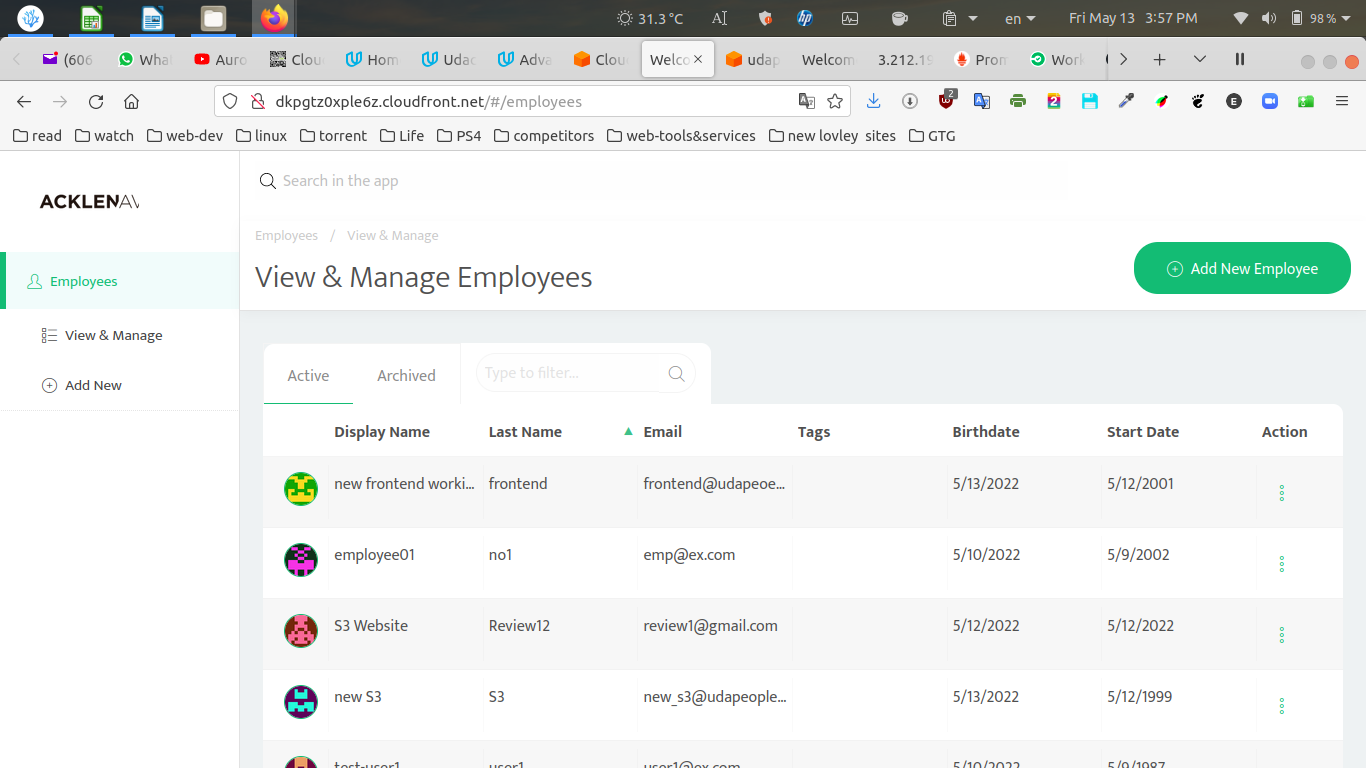 31.3 °C
en
Fri May 13 3:57 PM
98 %
(606
What
Auro
Clou
Hom
Udac
Adva
Clou
Welco
udap
Welcom
3.212.19
Pron
Work
dkpgtz0xple6z.cloudfront.net/#/employees
2
read
watch
web-dev
linux
torrent
Life
PS4
competitors
web-tools&services
new lovley sites
GTG
ACKLENAV
Search in the app
Employees / View & Manage
View & Manage Employees
Add New Employee
Employees
View & Manage
Add New
Active
Archived
Type to filter...
Display Name Last Name Email Tags Birthdate Start Date Action
new frontend worki... frontend frontend@udapeoe... 5/13/2022 5/12/2001
employee01 no1 emp@ex.com 5/10/2022 5/9/2002
S3 Website Review12 review1@gmail.com 5/12/2022 5/12/2022
new S3 S3 new_s3@udapeople... 5/13/2022 5/12/1999
test-user1 user1 user1@ex.com 5/10/2022 5/9/1987